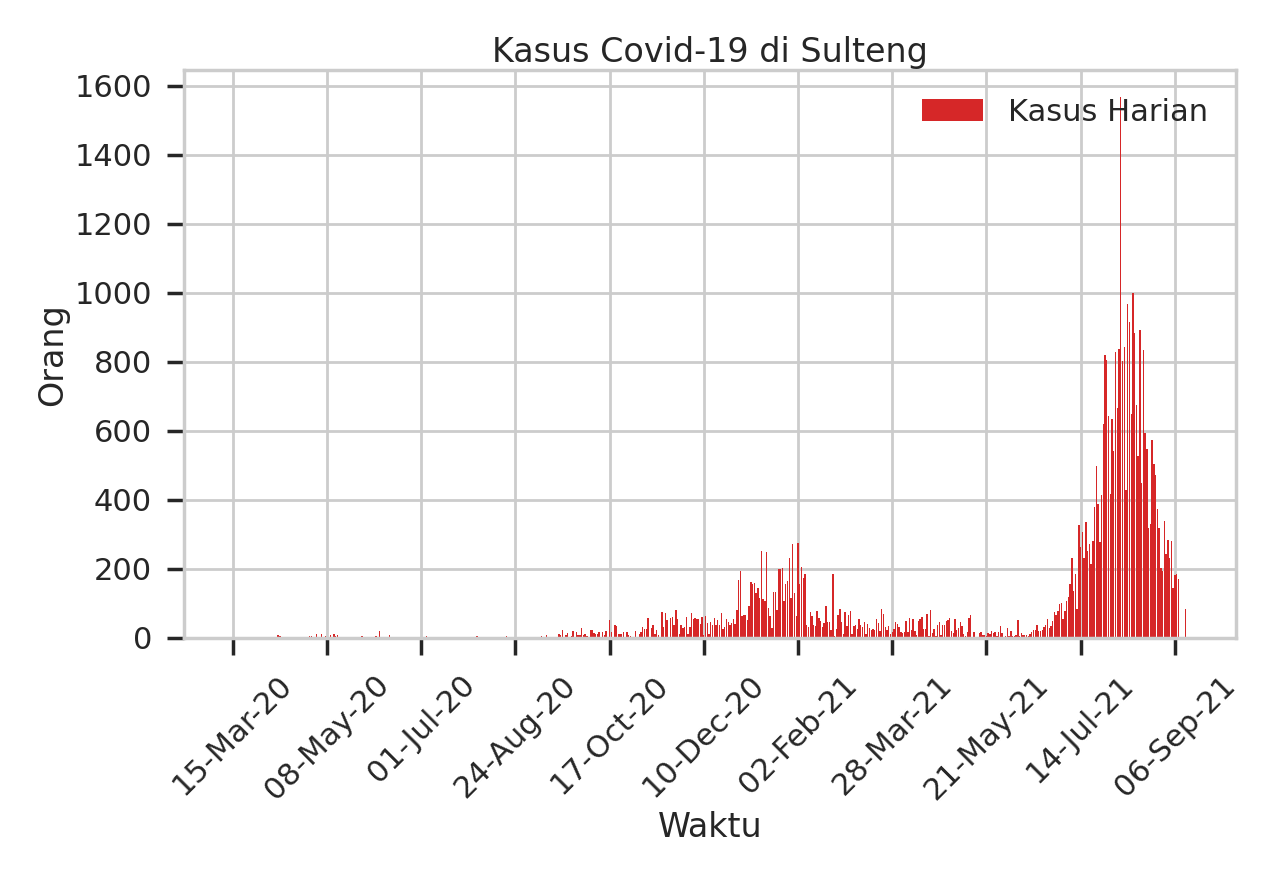 Kasus Covid-19 di Sulteng
Kasus Harian
Orang
1600
1400
1200
1000
800
600
400
200
0
15-Mar-20
08-May-20
01-Jul-20
24-Aug-20
17-Oct-20
10-Dec-20
02-Feb-21
28-Mar-21
21-May-21
14-Jul-21
06-Sep-21
Waktu